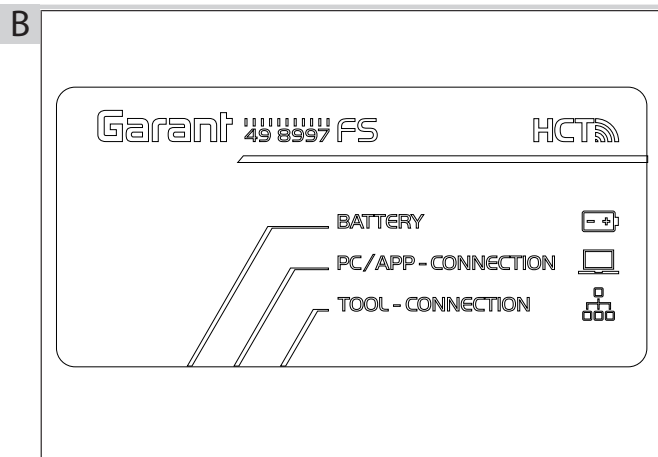 B
Garant 49 8997 FS HCT
BATTERY
PC/APP - CONNECTION
TOOL - CONNECTION